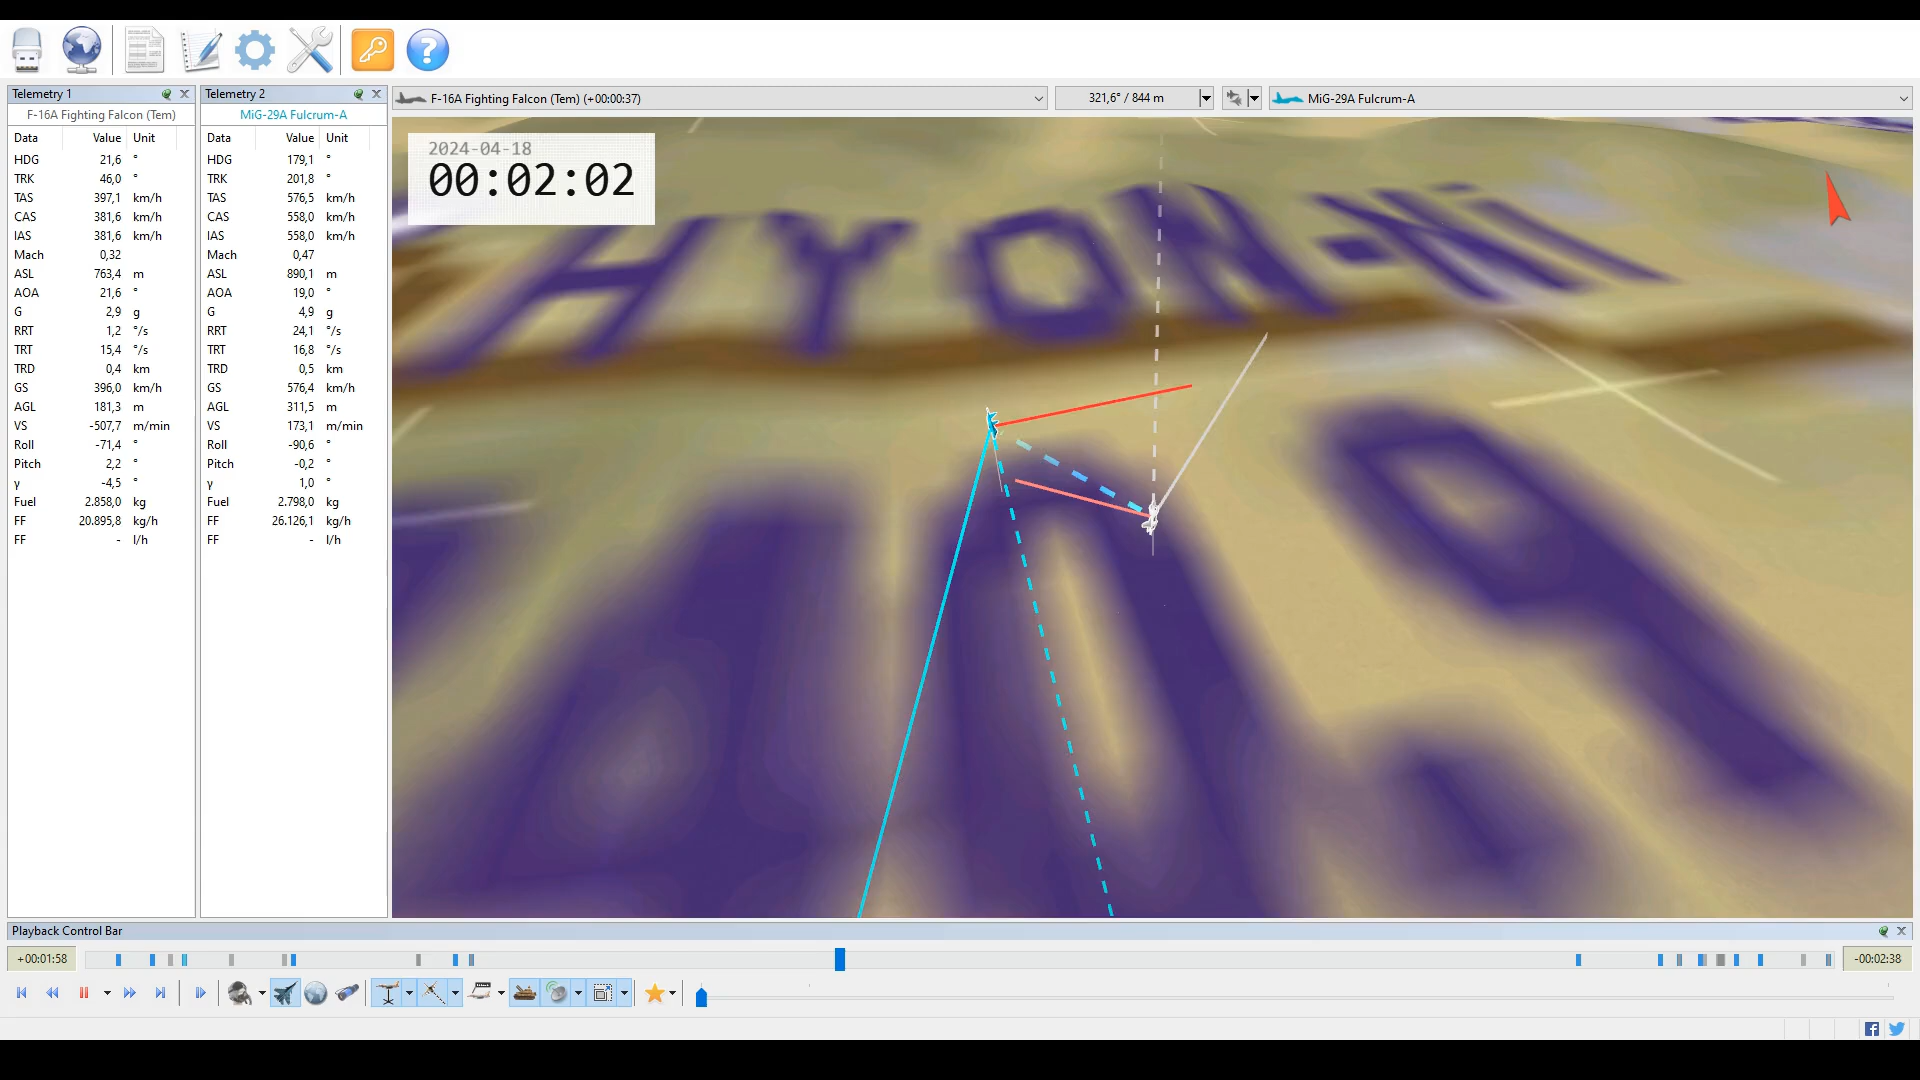 Telemetry 1
F-16A Fighting Falcon (Tem)
Data Value Unit
HDG 21,6 °
TRK 46,0 °
TAS 397,1 km/h
CAS 381,6 km/h
IAS 381,6 km/h
Mach 0,32
ASL 763,4 m
AOA 21,6 °
G 2,9 g
RRT 1,2 °/s
TRT 15,4 °/s
TRD 0,4 km
GS 396,0 km/h
AGL 181,3 m
VS -507,7 m/min
Roll -71,4 °
Pitch 2,2 °
γ -4,5 °
Fuel 2.858,0 kg
FF 20.895,8 kg/h
FF - l/h
Telemetry 2
MiG-29A Fulcrum-A
Data Value Unit
HDG 179,1 °
TRK 201,8 °
TAS 576,5 km/h
CAS 558,0 km/h
IAS 558,0 km/h
Mach 0,47
ASL 890,1 m
AOA 19,0 °
G 4,9 g
RRT 24,1 °/s
TRT 16,8 °/s
TRD 0,5 km
GS 576,4 km/h
AGL 311,5 m
VS 173,1 m/min
Roll -90,6 °
Pitch -0,2 °
γ 1,0 °
Fuel 2.798,0 kg
FF 26.126,1 kg/h
FF - l/h
F-16A Fighting Falcon (Tem) (+00:00:37)
321,6° / 844 m
MiG-29A Fulcrum-A
2024-04-18
00:02:02
Playback Control Bar
+00:01:58
-00:02:38